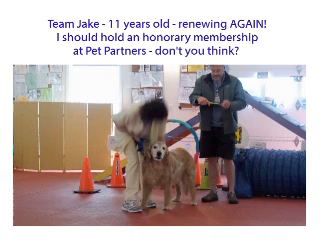 Team Jake - 11 years old - renewing AGAIN!
I should hold an honorary membership
at Pet Partners - don't you think?